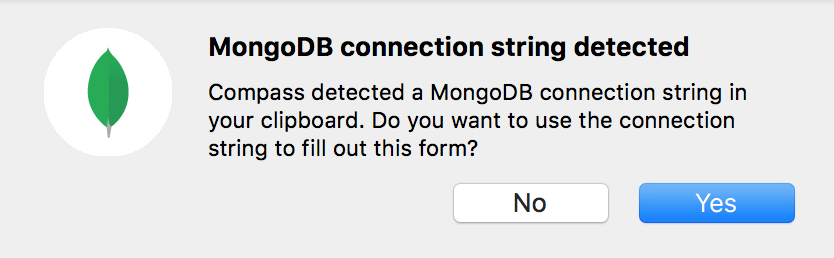 MongoDB connection string detected
Compass detected a MongoDB connection string in
your clipboard. Do you want to use the connection
string to fill out this form?
No
Yes